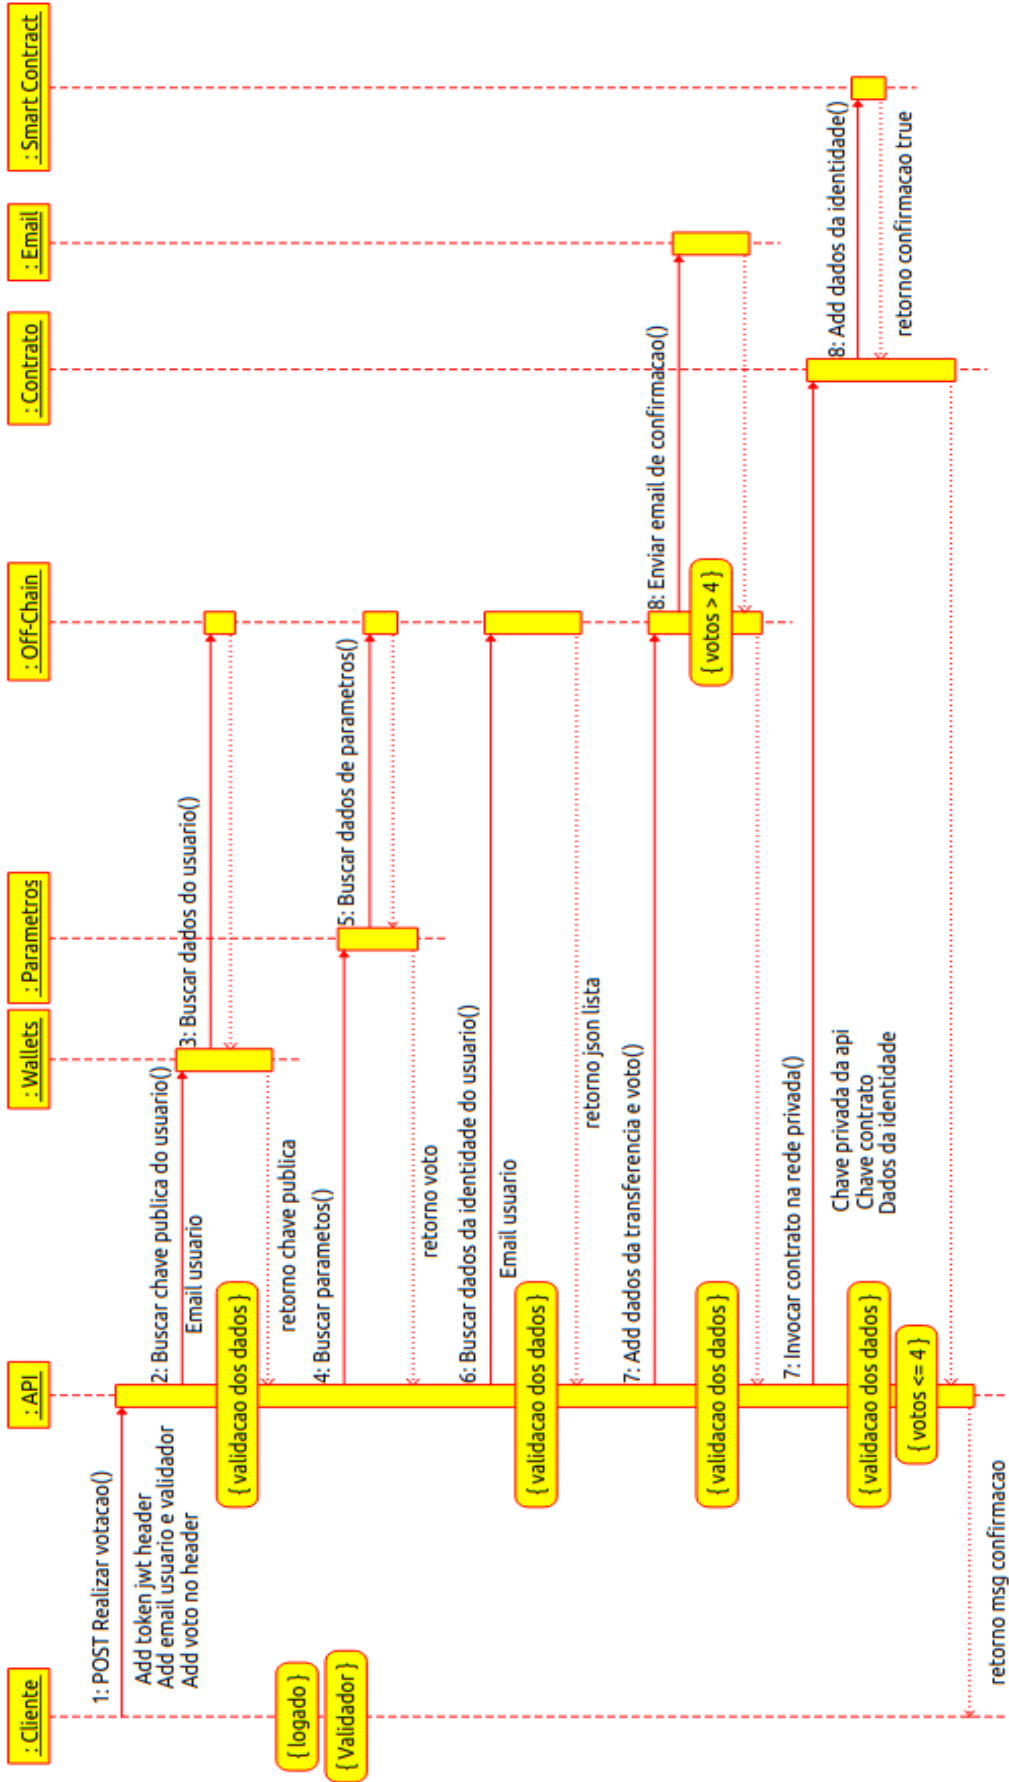 : Cliente
: API
: Wallets
: Parametros
: Off-Chain
: Contrato
: Email
: Smart Contract
1: POST Realizar votacao()
Add token jwt header
Add email usuario e validador
Add voto no header
{ logado }
{ Validador }
2: Buscar chave publica do usuario()
Email usuario
3: Buscar dados do usuario()
{ validacao dos dados }
retorno chave publica
4: Buscar parametos()
5: Buscar dados de parametros()
retorno voto
6: Buscar dados da identidade do usuario()
Email usuario
{ validacao dos dados }
retorno json lista
7: Add dados da transferencia e voto()
8: Enviar email de confirmacao()
{ votos > 4 }
{ validacao dos dados }
7: Invocar contrato na rede privada()
Chave privada da api
Chave contrato
Dados da identidade
8: Add dados da identidade()
retorno confirmacao true
{ validacao dos dados }
{ votos <= 4 }
retorno msg confirmacao